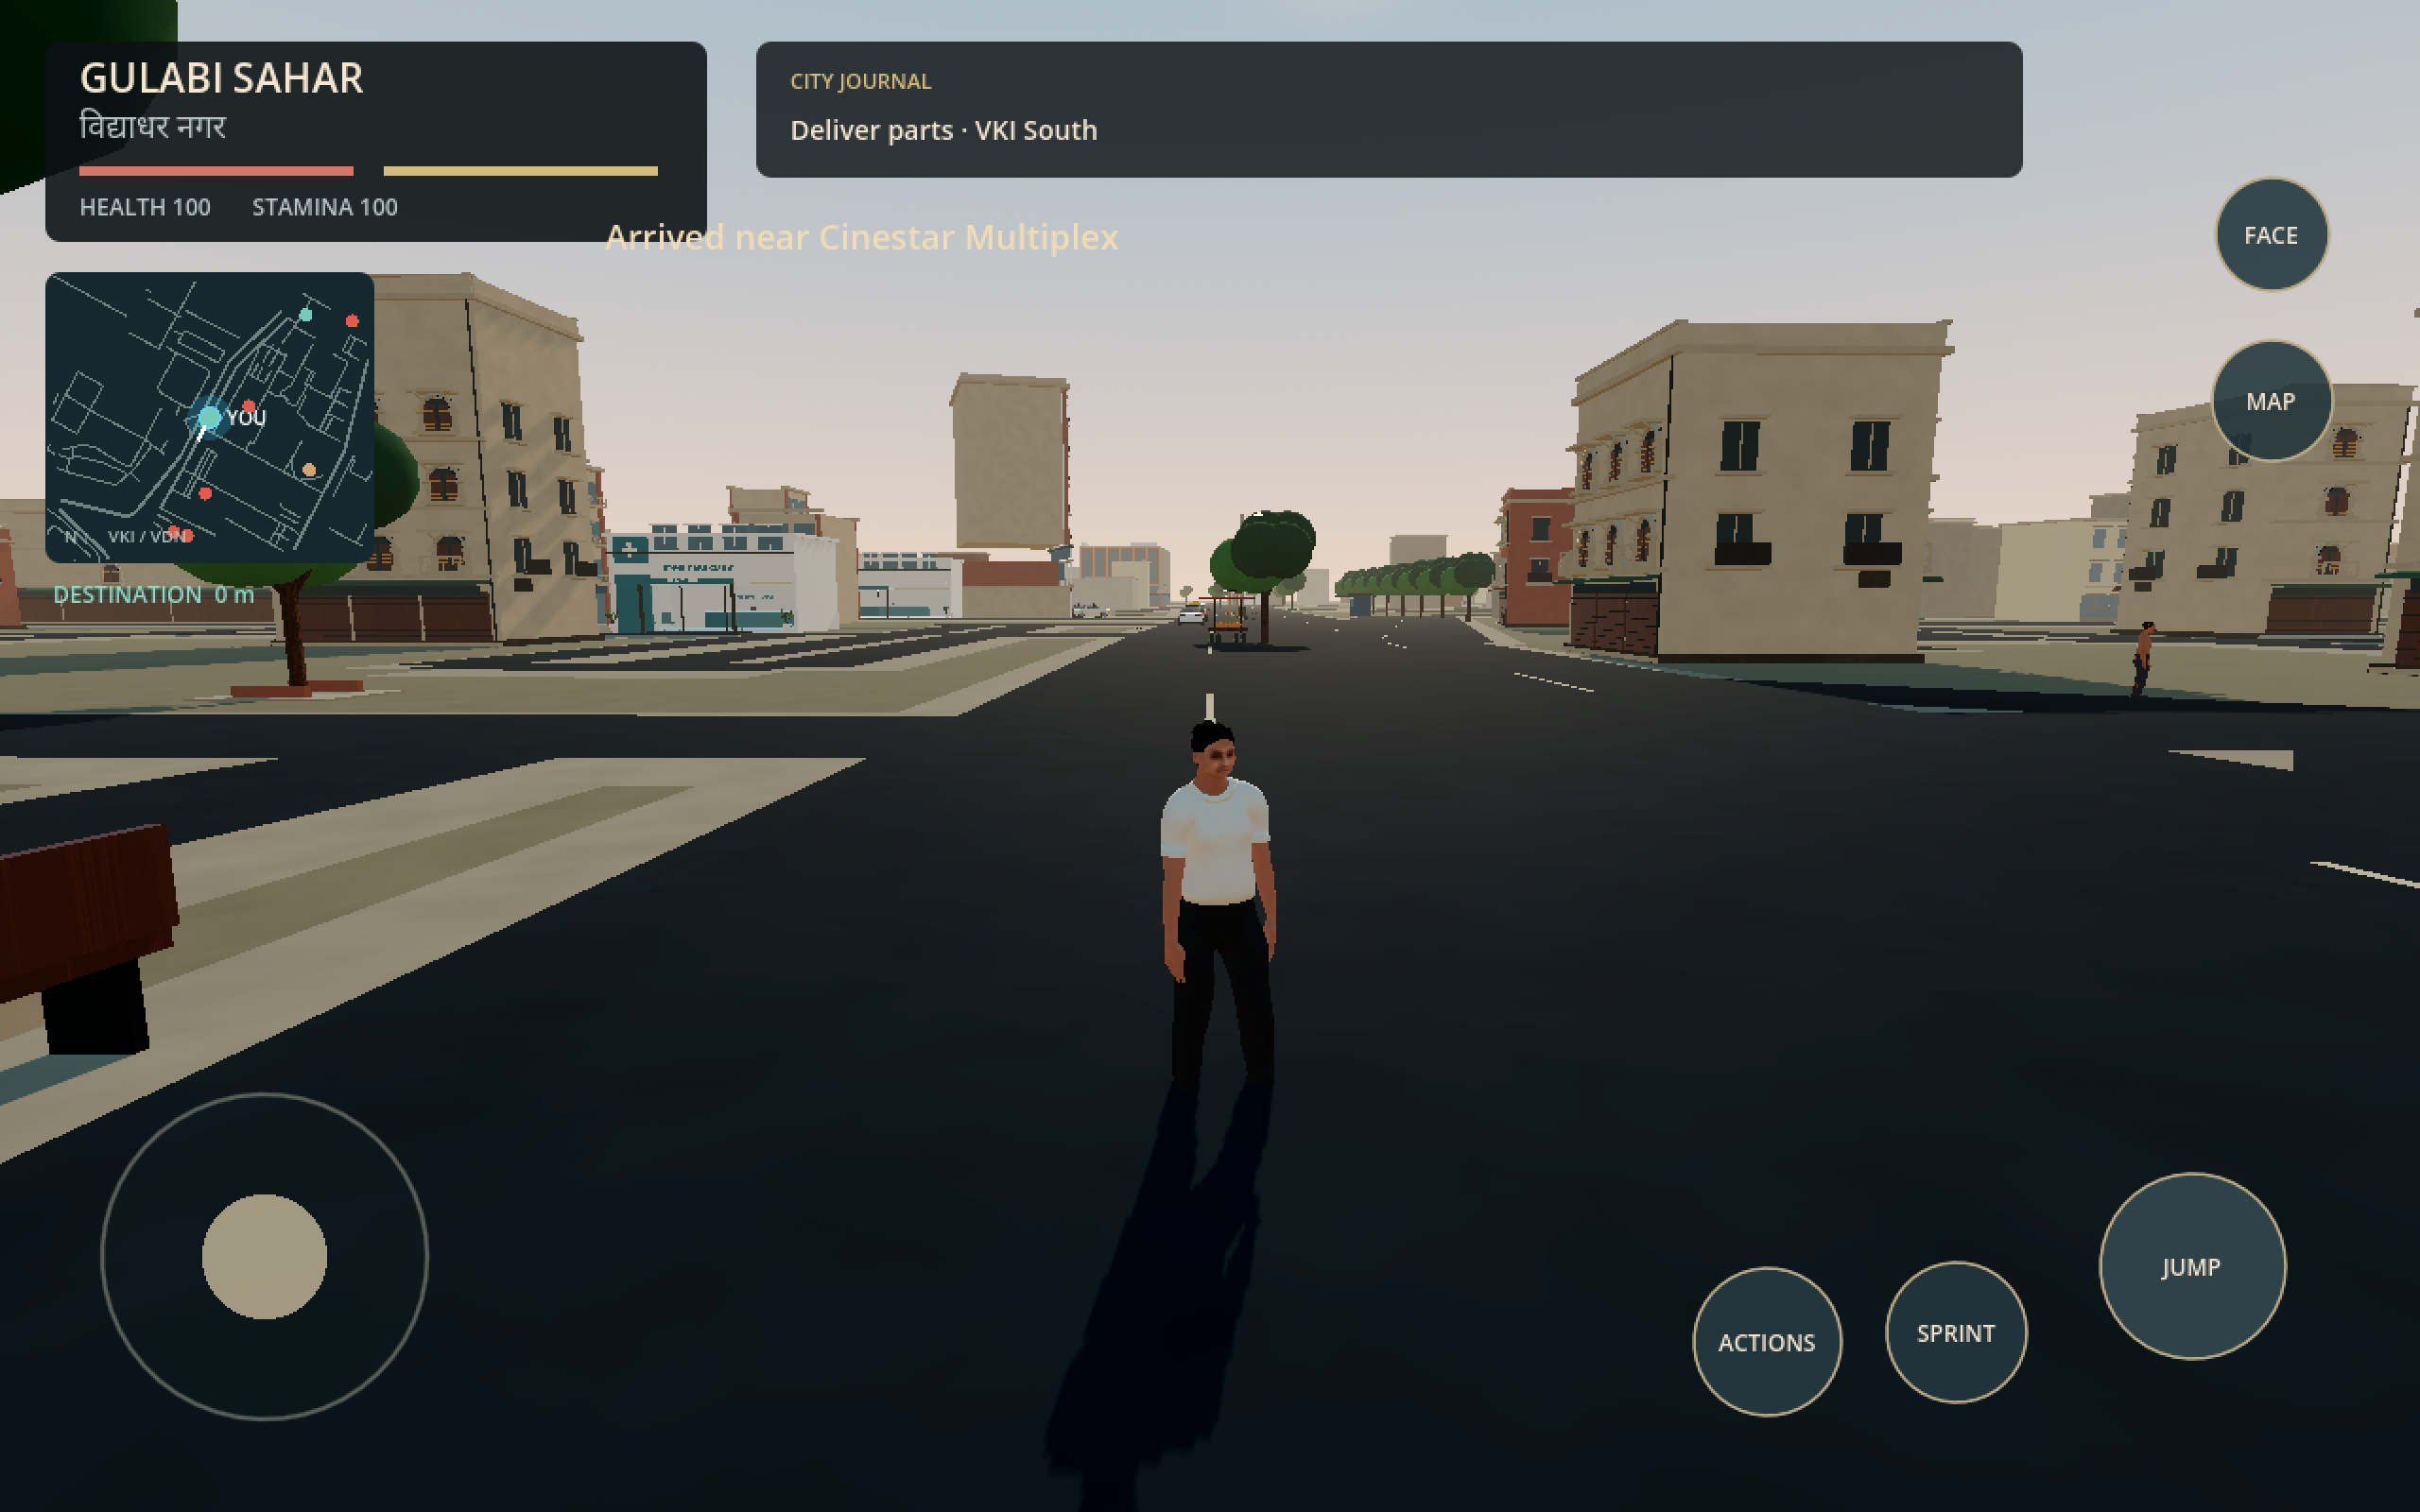 GULABI SAHAR
विद्याधर नगर
HEALTH 100 STAMINA 100
CITY JOURNAL
Deliver parts · VKI South
Arrived near Cinestar Multiplex
FACE
MAP
YOU
N VKI / VDN
DESTINATION 0 m
ACTIONS
SPRINT
JUMP